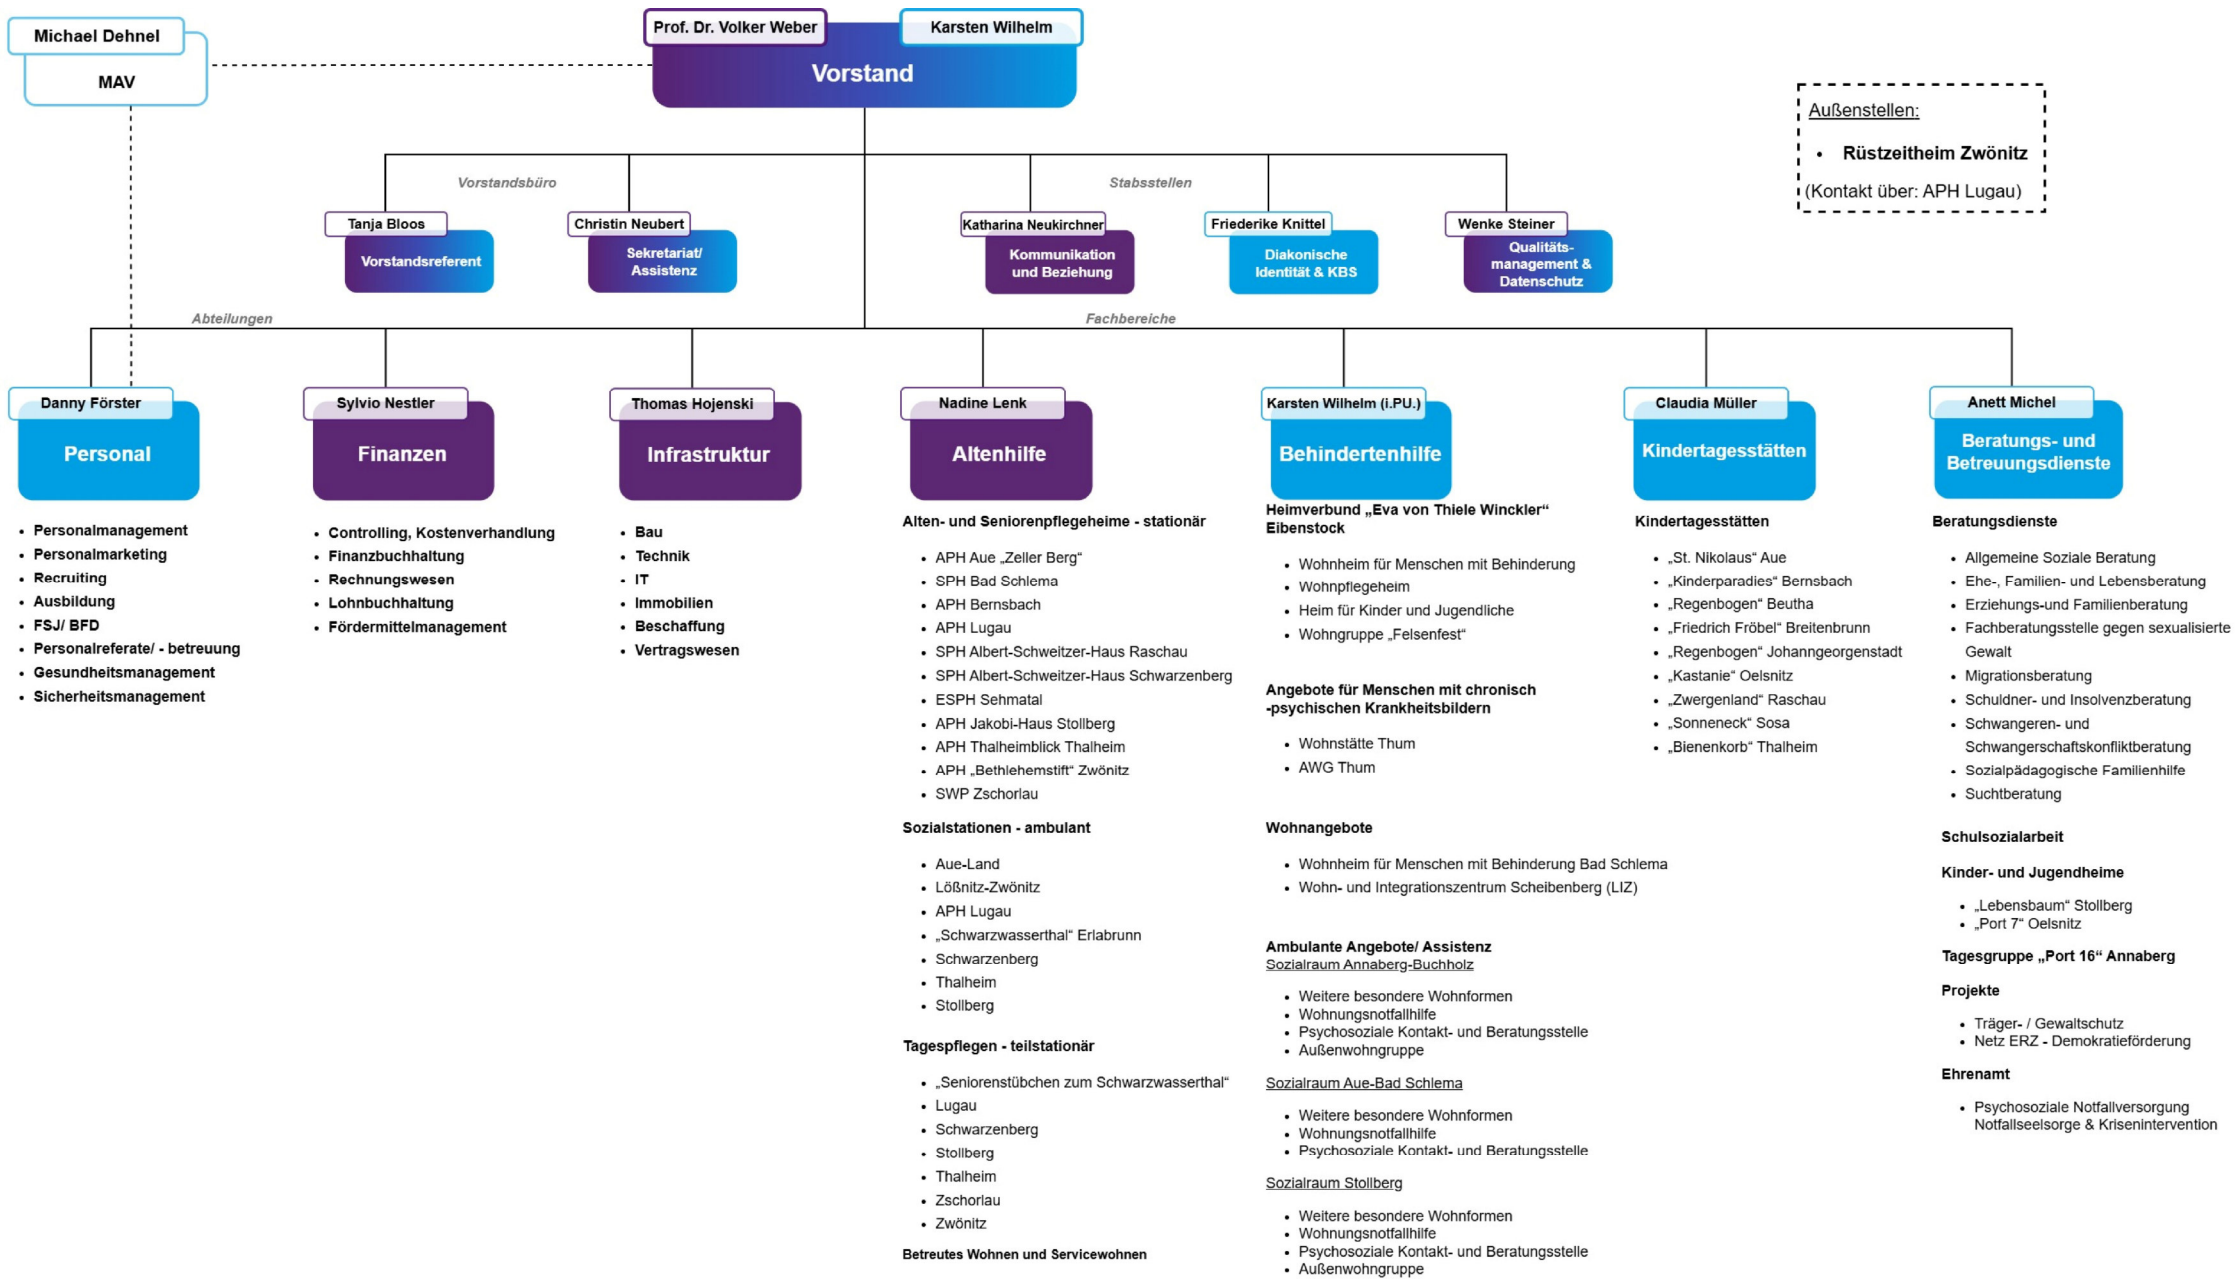 Michael Dehnel
MAV
Prof. Dr. Volker Weber
Karsten Wilhelm
Vorstand
Außenstellen:
• Rüstzeitheim Zwönitz
(Kontakt über: APH Lugau)
Vorstandsbüro
Stabsstellen
Tanja Bloos
Vorstandsreferent
Christin Neubert
Sekretariat/
Assistenz
Katharina Neukirchner
Kommunikation
und Beziehung
Friederike Knittel
Diakonische
Identität & KBS
Wenke Steiner
Qualitäts-
management &
Datenschutz
Abteilungen
Fachbereiche
Danny Förster
Personal
• Personalmanagement
• Personalmarketing
• Recruiting
• Ausbildung
• FSJ/ BFD
• Personalreferate/ - betreuung
• Gesundheitsmanagement
• Sicherheitsmanagement
Sylvio Nestler
Finanzen
• Controlling, Kostenverhandlung
• Finanzbuchhaltung
• Rechnungswesen
• Lohnbuchhaltung
• Fördermittelmanagement
Thomas Hojenski
Infrastruktur
• Bau
• Technik
• IT
• Immobilien
• Beschaffung
• Vertragswesen
Nadine Lenk
Altenhilfe
Alten- und Seniorenpflegeheime - stationär
• APH Aue „Zeller Berg“
• SPH Bad Schlema
• APH Bernsbach
• APH Lugau
• SPH Albert-Schweitzer-Haus Raschau
• SPH Albert-Schweitzer-Haus Schwarzenberg
• ESPH Sehmatal
• APH Jakobi-Haus Stollberg
• APH Thalheimblick Thalheim
• APH „Bethlehemstift“ Zwönitz
• SWP Zschorlau
Sozialstationen - ambulant
• Aue-Land
• Lößnitz-Zwönitz
• APH Lugau
• „Schwarzwasserthal“ Erlabrunn
• Schwarzenberg
• Thalheim
• Stollberg
Tagespflegen - teilstationär
• „Seniorenstübchen zum Schwarzwasserthal“
• Lugau
• Schwarzenberg
• Stollberg
• Thalheim
• Zschorlau
• Zwönitz
Betreutes Wohnen und Servicewohnen
Karsten Wilhelm (i.PU.)
Behindertenhilfe
Heimverbund „Eva von Thiele Winckler“
Eibenstock
• Wohnheim für Menschen mit Behinderung
• Wohnpflegeheim
• Heim für Kinder und Jugendliche
• Wohngruppe „Felsenfest“
Angebote für Menschen mit chronisch
-psychischen Krankheitsbildern
• Wohnstätte Thum
• AWG Thum
Wohnangebote
• Wohnheim für Menschen mit Behinderung Bad Schlema
• Wohn- und Integrationszentrum Scheibenberg (LIZ)
Ambulante Angebote/ Assistenz
Sozialraum Annaberg-Buchholz
• Weitere besondere Wohnformen
• Wohnungsnotfallhilfe
• Psychosoziale Kontakt- und Beratungsstelle
• Außenwohngruppe
Sozialraum Aue-Bad Schlema
• Weitere besondere Wohnformen
• Wohnungsnotfallhilfe
• Psychosoziale Kontakt- und Beratungsstelle
Sozialraum Stollberg
• Weitere besondere Wohnformen
• Wohnungsnotfallhilfe
• Psychosoziale Kontakt- und Beratungsstelle
• Außenwohngruppe
Claudia Müller
Kindertagesstätten
Kindertagesstätten
• „St. Nikolaus“ Aue
• „Kinderparadies“ Bernsbach
• „Regenbogen“ Beutha
• „Friedrich Fröbel“ Breitenbrunn
• „Regenbogen“ Johanngeorgenstadt
• „Kastanie“ Oelsnitz
• „Zwergenland“ Raschau
• „Sonneneck“ Sosa
• „Bienenkorb“ Thalheim
Anett Michel
Beratungs- und
Betreuungsdienste
Beratungsdienste
• Allgemeine Soziale Beratung
• Ehe-, Familien- und Lebensberatung
• Erziehungs-und Familienberatung
• Fachberatungsstelle gegen sexualisierte
Gewalt
• Migrationsberatung
• Schuldner- und Insolvenzberatung
• Schwangeren- und
Schwangerschaftskonfliktberatung
• Sozialpädagogische Familienhilfe
• Suchtberatung
Schulsozialarbeit
Kinder- und Jugendheime
• „Lebensbaum“ Stollberg
• „Port 7“ Oelsnitz
Tagesgruppe „Port 16“ Annaberg
Projekte
• Träger- / Gewaltschutz
• Netz ERZ - Demokratieförderung
Ehrenamt
• Psychosoziale Notfallversorgung
Notfallseelsorge & Krisenintervention